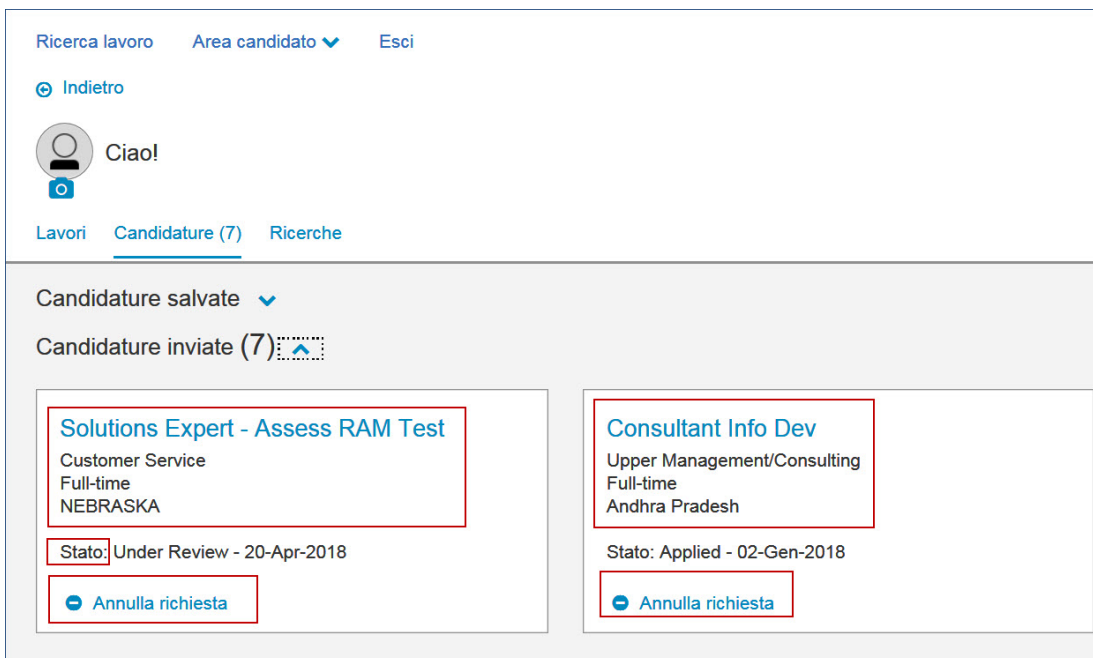 Ricerca lavoro Area candidato Esci
Indietro
Ciao!
Lavori Candidature (7) Ricerche
Candidature salvate
Candidature inviate (7)
Solutions Expert - Assess RAM Test
Customer Service
Full-time
NEBRASKA
Stato: Under Review - 20-Apr-2018
Annulla richiesta
Consultant Info Dev
Upper Management/Consulting
Full-time
Andhra Pradesh
Stato: Applied - 02-Gen-2018
Annulla richiesta